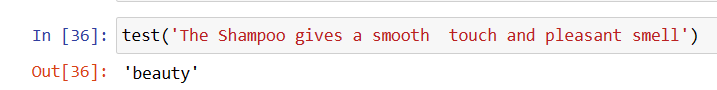 In [36]: test('The Shampoo gives a smooth  touch and pleasant smell')
Out[36]: 'beauty'